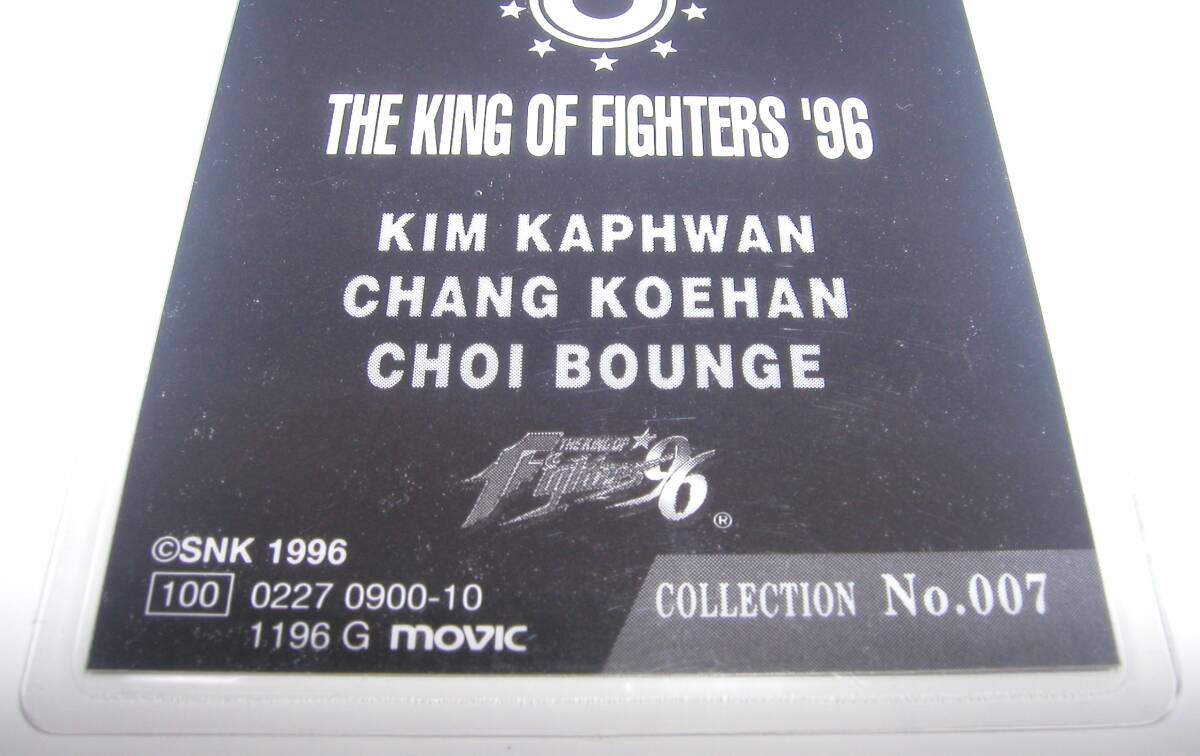 THE KING OF FIGHTERS '96
KIM KAPHWAN
CHANG KOEHAN
CHOI BOUNGE
THE KING OF
Fighters '96
®
©SNK 1996
100 0227 0900-10
1196 G movic
COLLECTION No.007